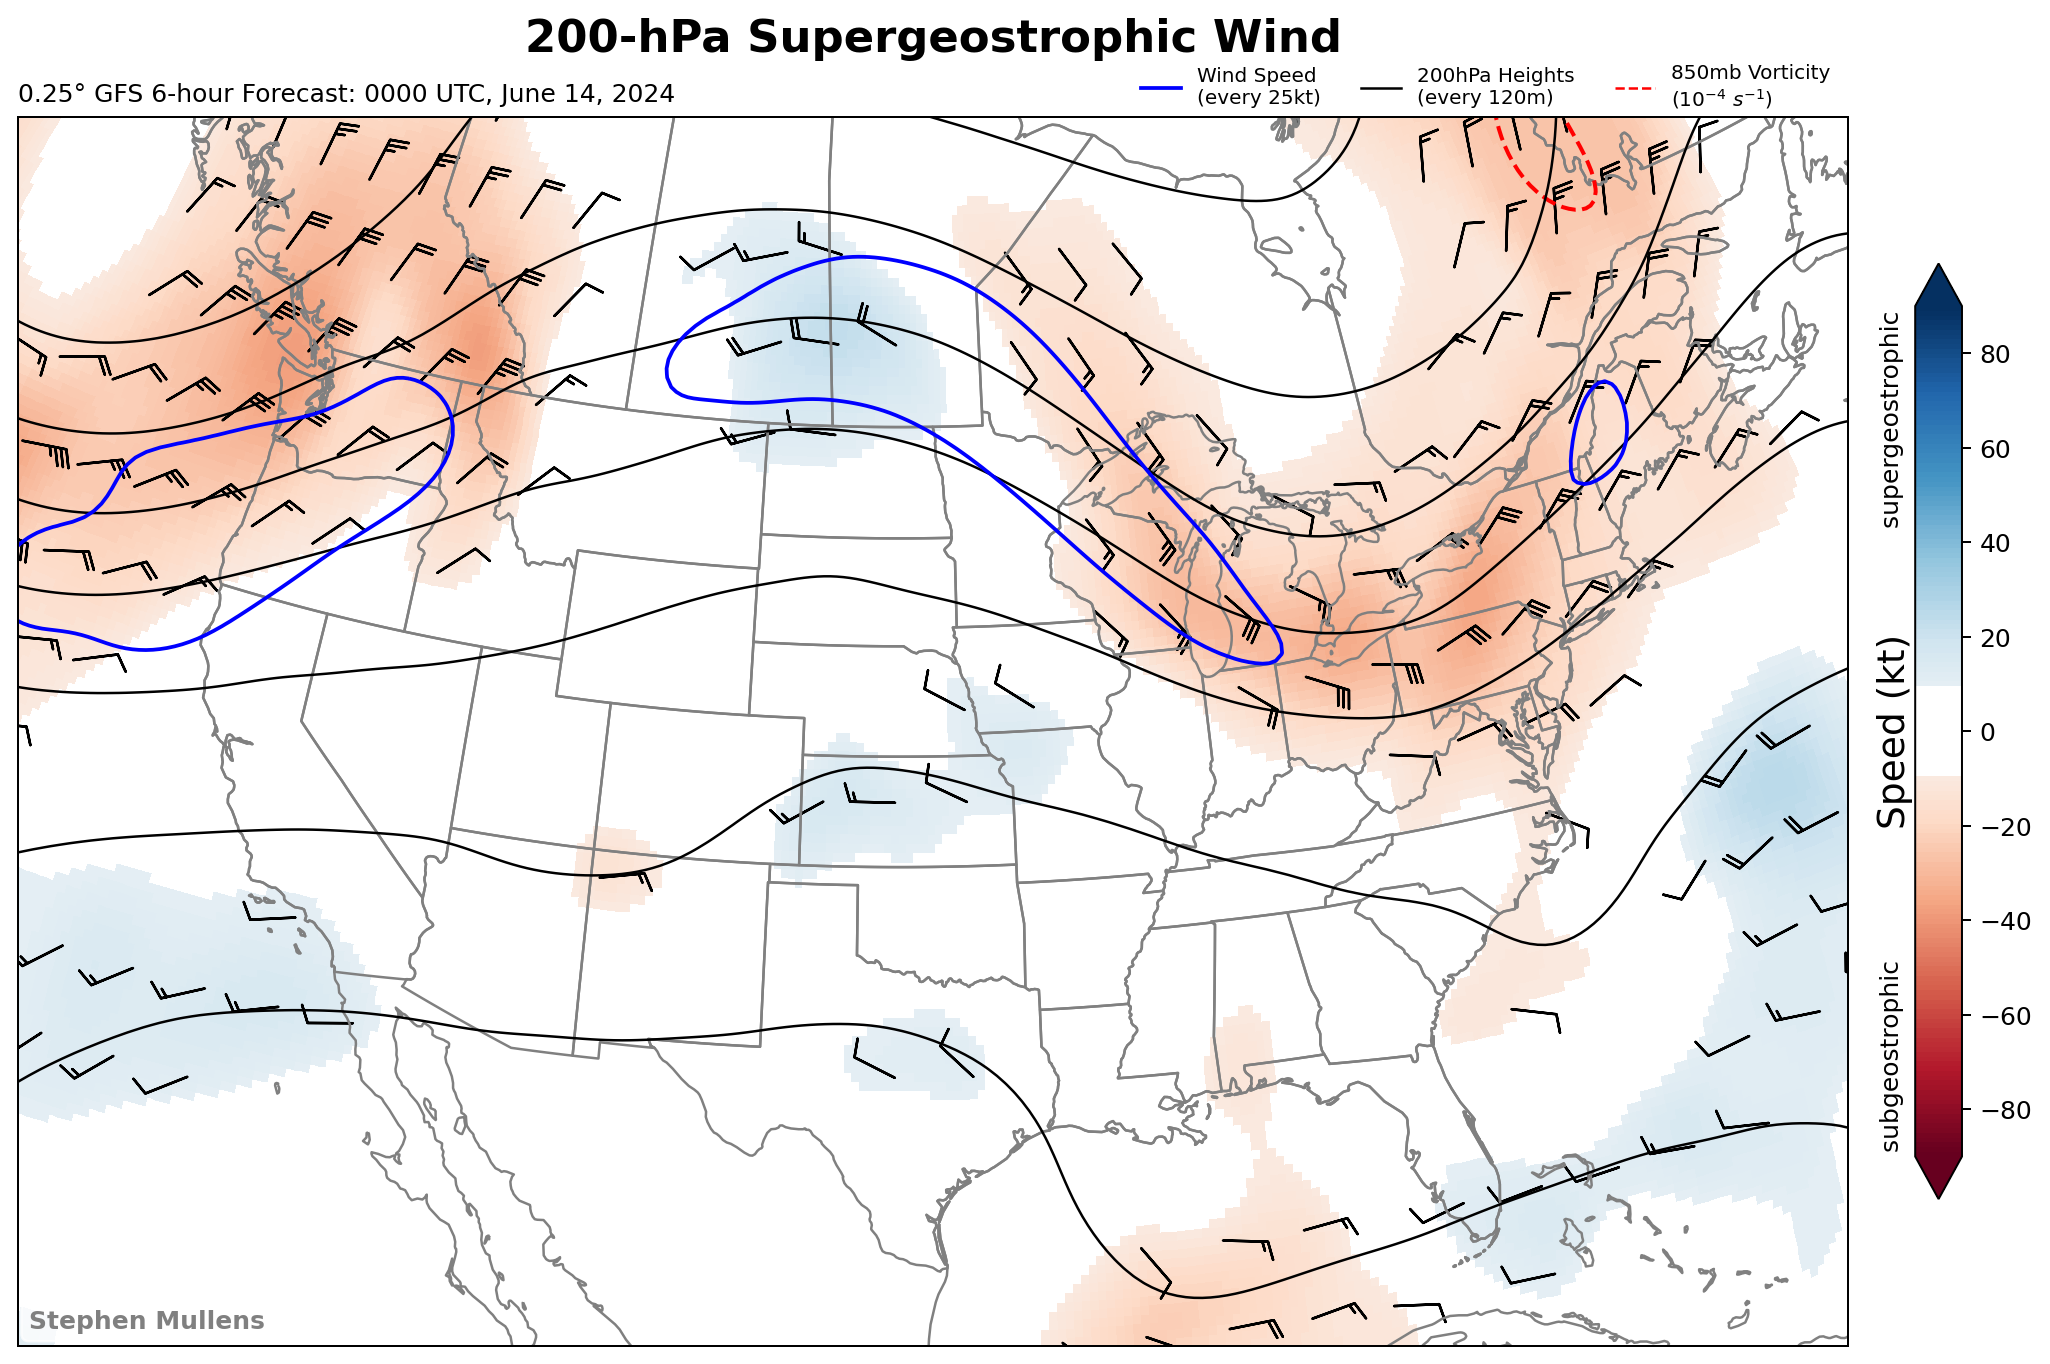 200-hPa Supergeostrophic Wind
0.25° GFS 6-hour Forecast: 0000 UTC, June 14, 2024
Wind Speed
(every 25kt)
200hPa Heights
(every 120m)
850mb Vorticity
(10⁻⁴ s⁻¹)
supergeostrophic
Speed (kt)
subgeostrophic
80
60
40
20
0
−20
−40
−60
−80
Stephen Mullens